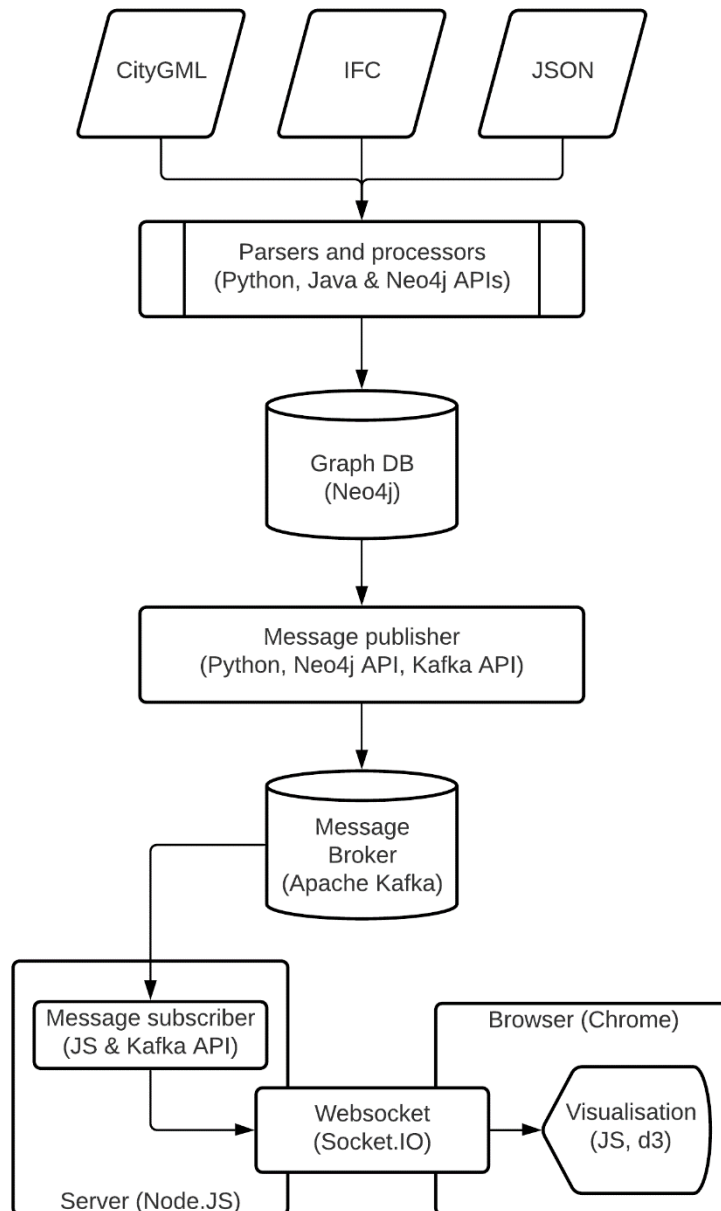 CityGML
IFC
JSON
Parsers and processors
(Python, Java & Neo4j APIs)
Graph DB
(Neo4j)
Message publisher
(Python, Neo4j API, Kafka API)
Message
Broker
(Apache Kafka)
Message subscriber
(JS & Kafka API)
Browser (Chrome)
Websocket
(Socket.IO)
Visualisation
(JS, d3)
Server (Node.JS)